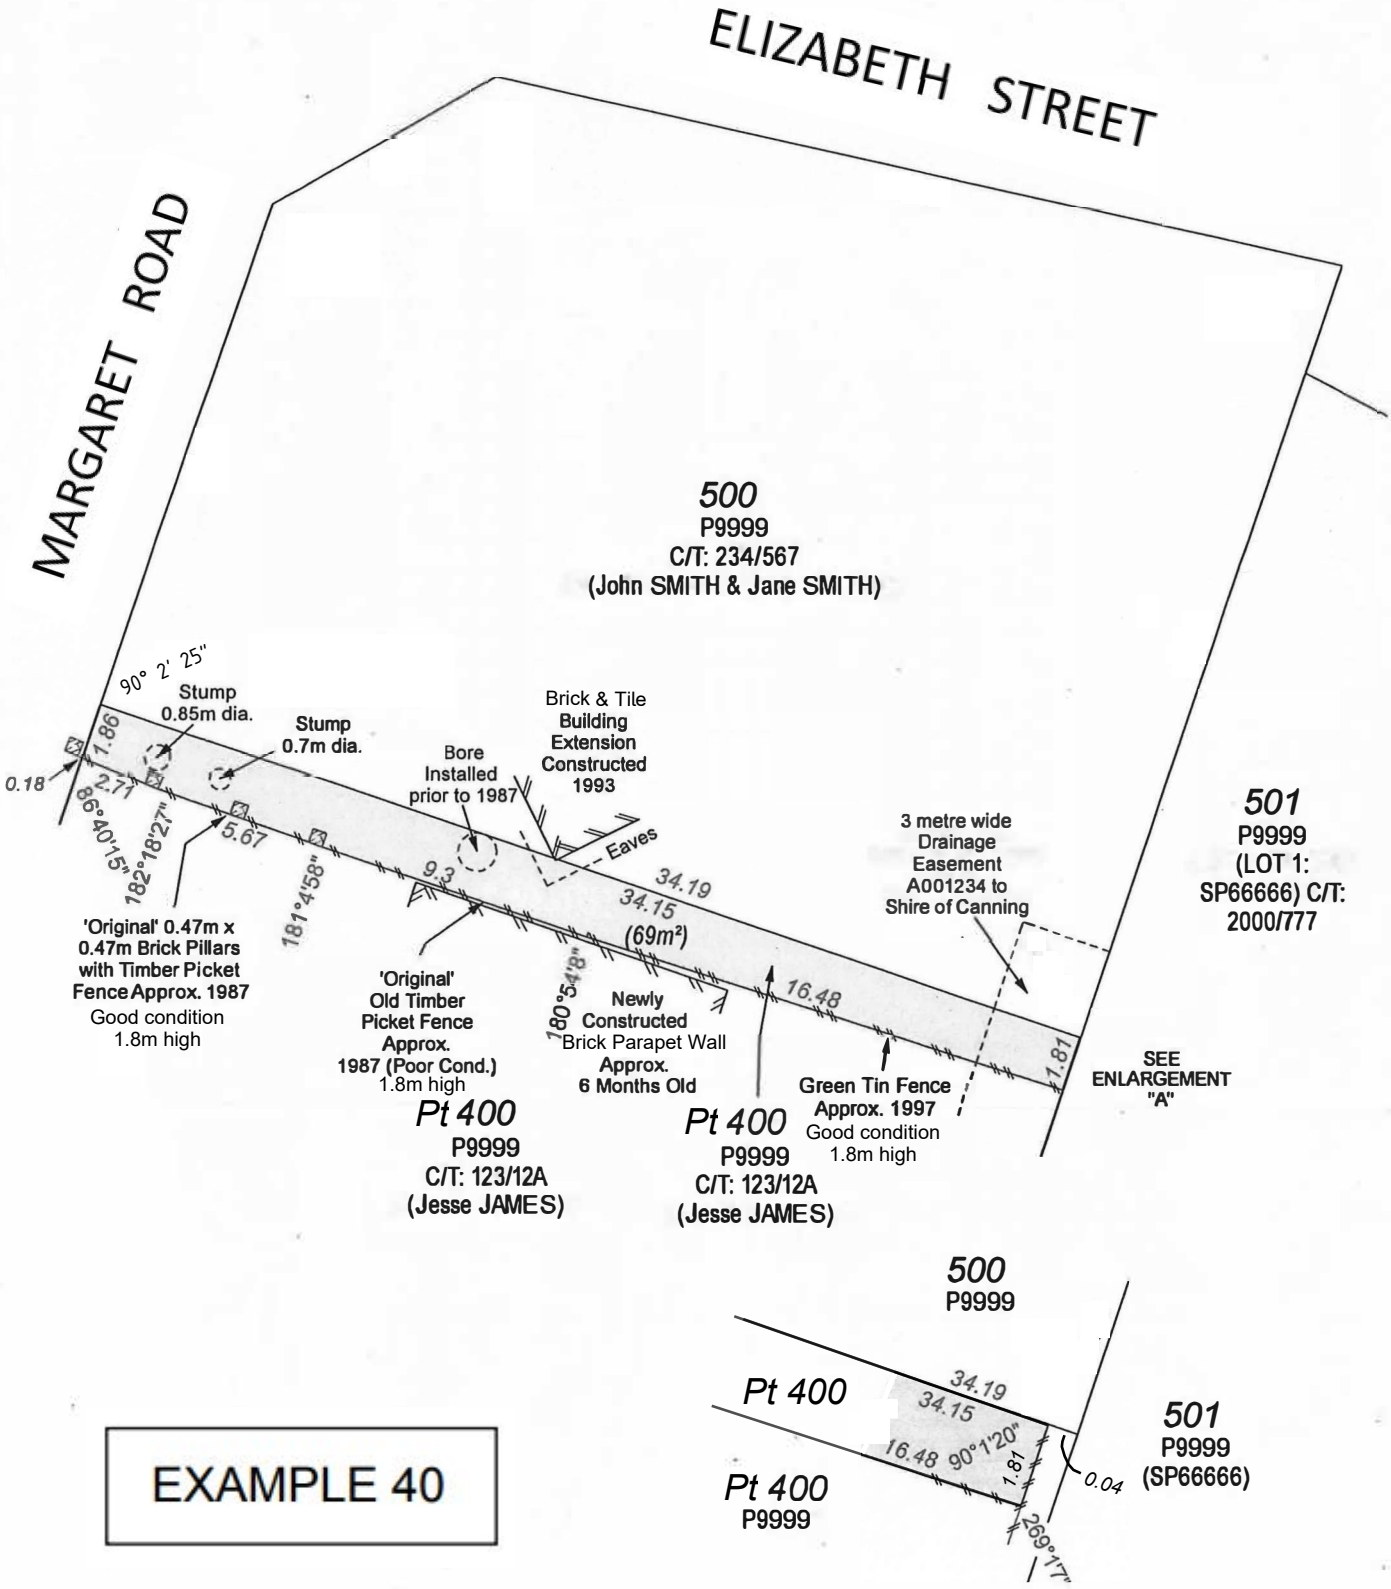 ELIZABETH STREET
MARGARET ROAD
500
P9999
C/T: 234/567
(John SMITH & Jane SMITH)
90° 2' 25"
Stump
0.85m dia.
Stump
0.7m dia.
Bore
Installed
prior to 1987
Brick & Tile
Building
Extension
Constructed
1993
Eaves
1.86
0.18
2.71
86°40'15"
182°18'27"
5.67
181°4'58"
9.3
34.19
34.15
(69m²)
180°54'8"
16.48
3 metre wide
Drainage
Easement
A001234 to
Shire of Canning
1.81
501
P9999
(LOT 1:
SP66666) C/T:
2000/777
SEE
ENLARGEMENT
"A"
'Original' 0.47m x
0.47m Brick Pillars
with Timber Picket
Fence Approx. 1987
Good condition
1.8m high
'Original'
Old Timber
Picket Fence
Approx.
1987 (Poor Cond.)
1.8m high
Newly
Constructed
Brick Parapet Wall
Approx.
6 Months Old
Green Tin Fence
Approx. 1997
Good condition
1.8m high
Pt 400
P9999
C/T: 123/12A
(Jesse JAMES)
Pt 400
P9999
C/T: 123/12A
(Jesse JAMES)
500
P9999
Pt 400
34.19
34.15
16.48
90°1'20"
1.81
0.04
501
P9999
(SP66666)
Pt 400
P9999
269°1'7"
EXAMPLE 40